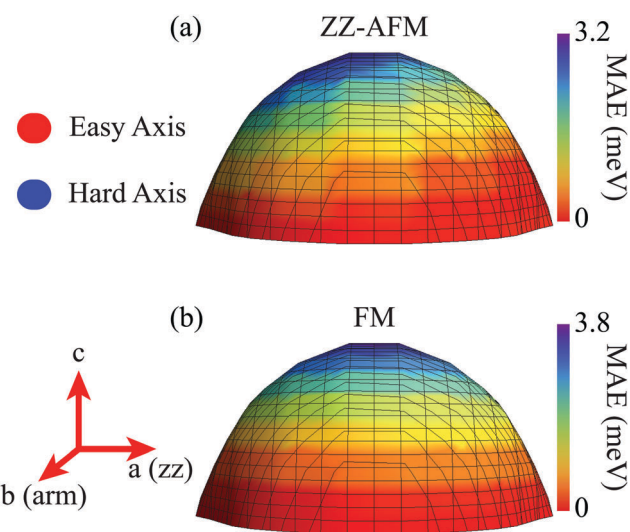 (a) ZZ-AFM
3.2
MAE (meV)
0
Easy Axis
Hard Axis
(b) FM
3.8
MAE (meV)
0
c
a (zz)
b (arm)